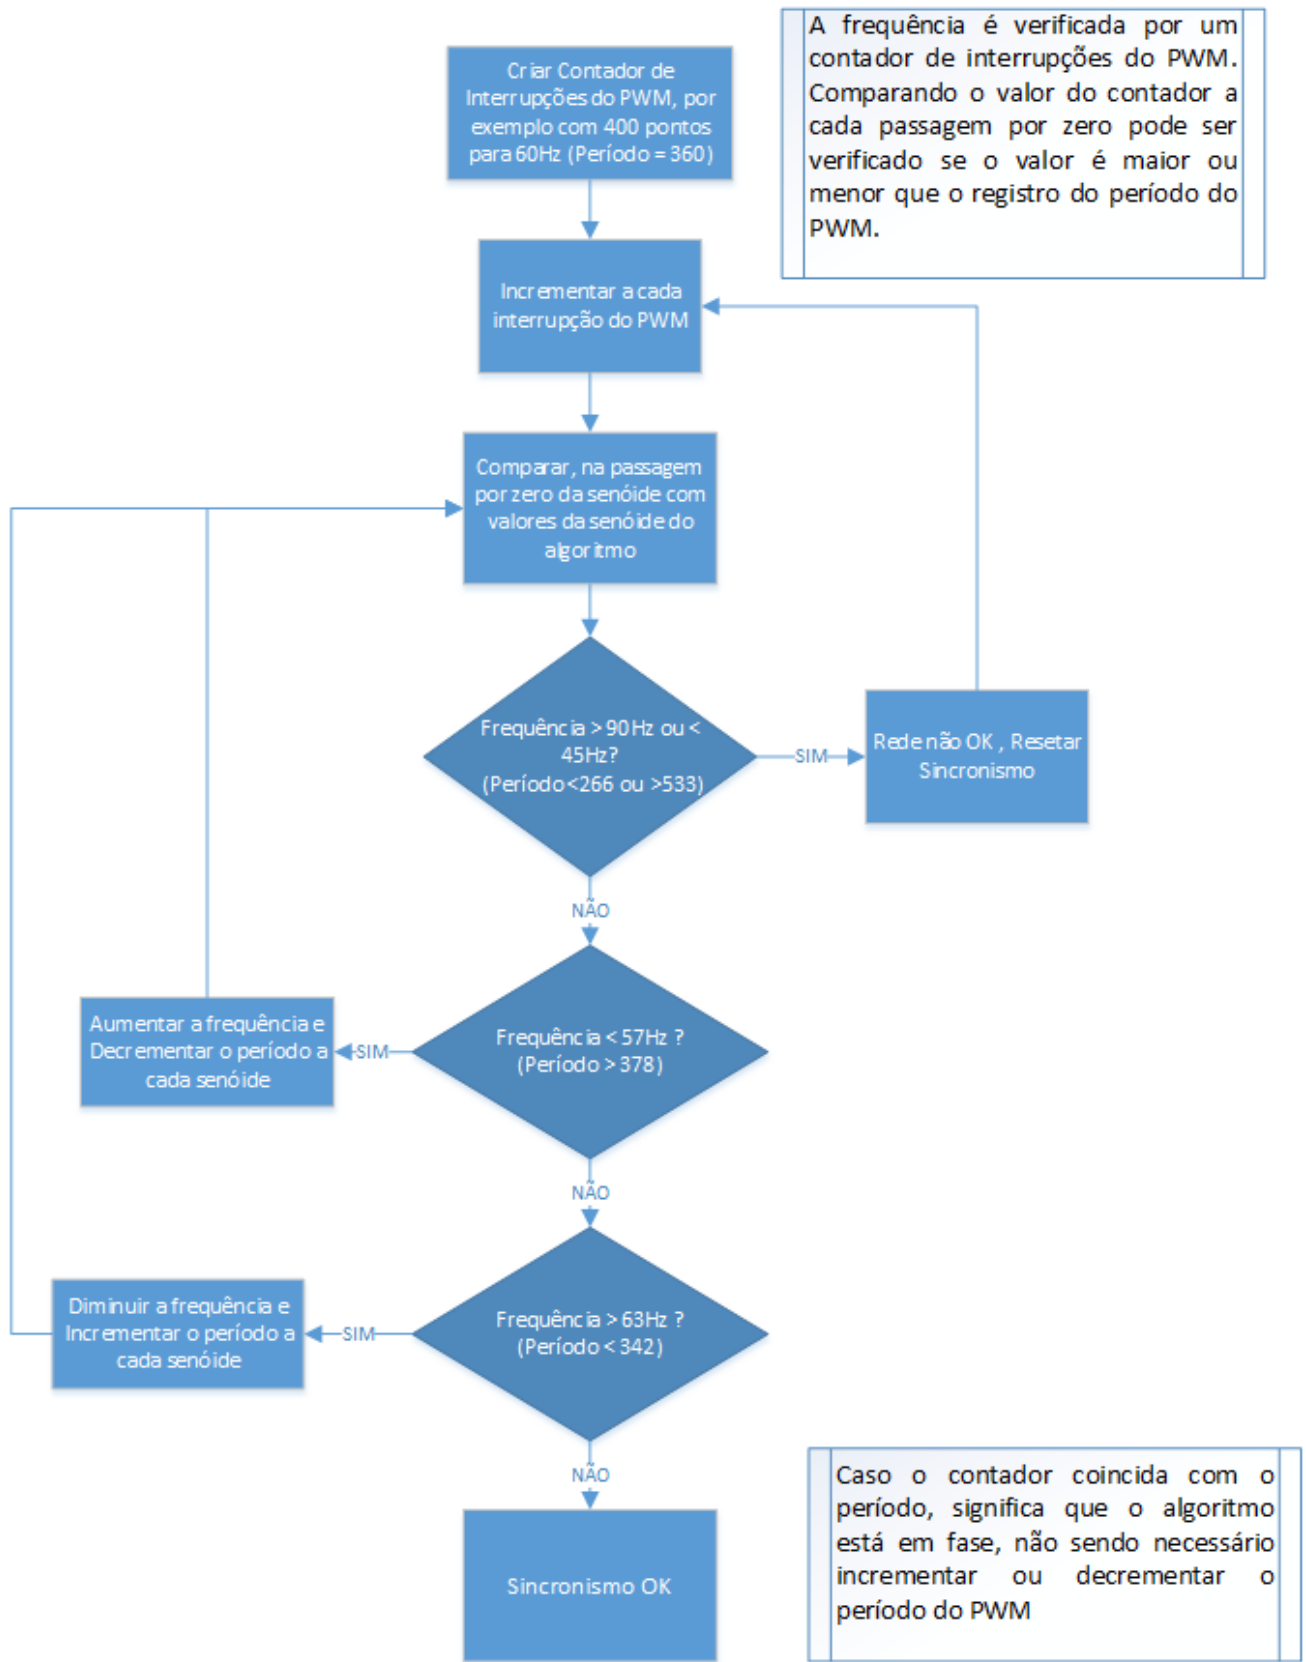 A frequência é verificada por um
contador de interrupções do PWM.
Comparando o valor do contador a
cada passagem por zero pode ser
verificado se o valor é maior ou
menor que o registro do período do
PWM.
Criar Contador de
Interrupções do PWM, por
exemplo com 400 pontos
para 60Hz (Período = 360)
Incrementar a cada
interrupção do PWM
Comparar, na passagem
por zero da senóide com
valores da senóide do
algoritmo
Frequência > 90Hz ou <
45Hz?
(Período <266 ou >533)
SIM
Rede não OK , Resetar
Sincronismo
NÃO
Frequência < 57Hz ?
(Período > 378)
SIM
Aumentar a frequência e
Decrementar o período a
cada senóide
NÃO
Frequência > 63Hz ?
(Período < 342)
SIM
Diminuir a frequência e
Incrementar o período a
cada senóide
NÃO
Sincronismo OK
Caso o contador coincida com o
período, significa que o algoritmo
está em fase, não sendo necessário
incrementar ou decrementar o
período do PWM